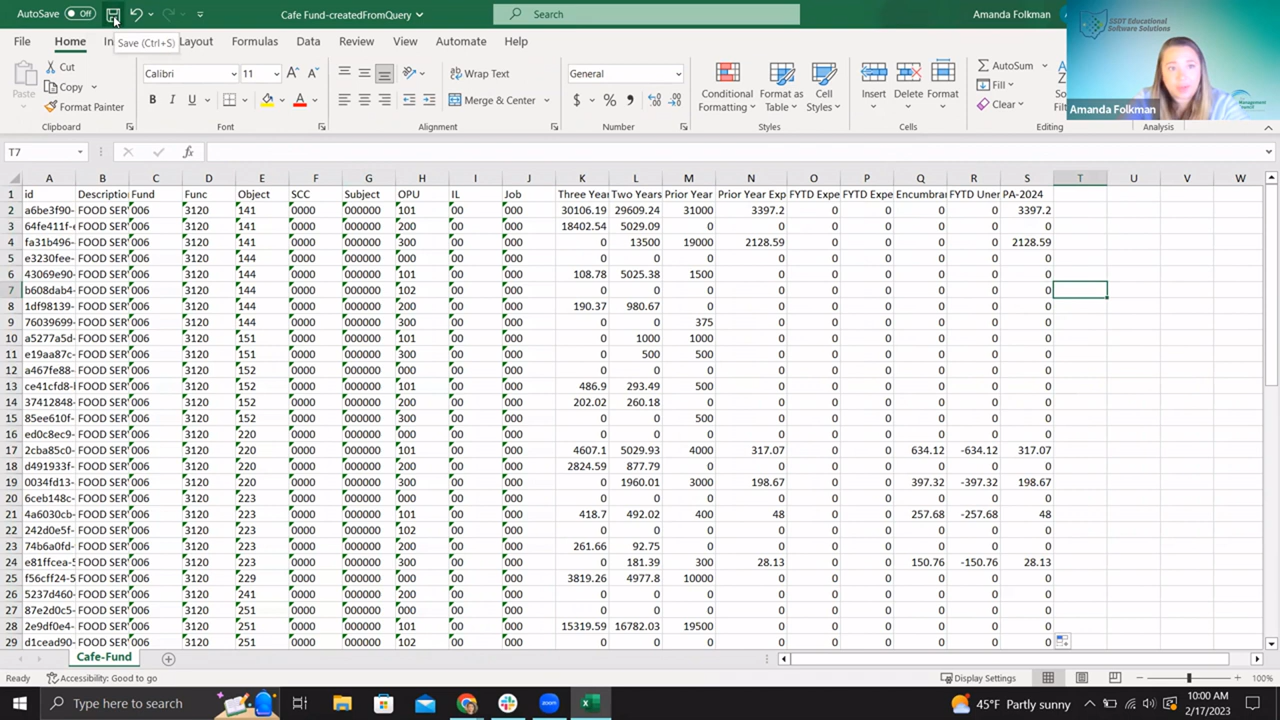 AutoSave Off Cafe Fund-createdFromQuery Search Amanda Folkman
SSDT Educational
Software Solutions
File Home In Layout Formulas Data Review View Automate Help
Save (Ctrl+S)
Paste Cut Calibri 11 Wrap Text General Conditional Format as Cell Insert Delete Format AutoSum
Copy Fill
Format Painter B I U Merge & Center $ % Formatting Table Styles Clear
Amanda Folkman
Management
Clipboard Font Alignment Number Styles Cells Editing Analysis
T7 fx
A B C D E F G H I J K L M N O P Q R S T U V W
1 id Description Fund Func Object SCC Subject OPU IL Job Three Year Two Years Prior Year Prior Year Exp FYTD Expe FYTD Expe Encumbran FYTD Uner PA-2024
2 a6be3f90- FOOD SER 006 3120 141 0000 000000 101 00 000 30106.19 29609.24 31000 3397.2 0 0 0 0 3397.2
3 64fe411f- FOOD SER 006 3120 141 0000 000000 200 00 000 18402.54 5029.09 0 0 0 0 0 0 0
4 fa31b496- FOOD SER 006 3120 141 0000 000000 300 00 000 0 13500 19000 2128.59 0 0 0 0 2128.59
5 e3230fee- FOOD SER 006 3120 144 0000 000000 000 00 000 0 0 0 0 0 0 0 0 0
6 43069e90- FOOD SER 006 3120 144 0000 000000 101 00 000 108.78 5025.38 1500 0 0 0 0 0 0
7 b608dab4- FOOD SER 006 3120 144 0000 000000 102 00 000 0 0 0 0 0 0 0 0 0
8 1df98139- FOOD SER 006 3120 144 0000 000000 200 00 000 190.37 980.67 0 0 0 0 0 0 0
9 76039699- FOOD SER 006 3120 144 0000 000000 300 00 000 0 0 375 0 0 0 0 0 0
10 a5277a5d- FOOD SER 006 3120 151 0000 000000 101 00 000 0 1000 1000 0 0 0 0 0 0
11 e19aa87c- FOOD SER 006 3120 151 0000 000000 300 00 000 0 500 500 0 0 0 0 0 0
12 a467fe88- FOOD SER 006 3120 152 0000 000000 000 00 000 0 0 0 0 0 0 0 0 0
13 ce41cfd8- FOOD SER 006 3120 152 0000 000000 101 00 000 486.9 293.49 500 0 0 0 0 0 0
14 37412848- FOOD SER 006 3120 152 0000 000000 200 00 000 202.02 260.18 0 0 0 0 0 0 0
15 85ee610f- FOOD SER 006 3120 152 0000 000000 300 00 000 0 0 500 0 0 0 0 0 0
16 ed0c8ec9- FOOD SER 006 3120 220 0000 000000 000 00 000 0 0 0 0 0 0 0 0 0
17 2cba85c0- FOOD SER 006 3120 220 0000 000000 101 00 000 4607.1 5029.93 4000 317.07 0 0 634.12 -634.12 317.07
18 d491933f- FOOD SER 006 3120 220 0000 000000 200 00 000 2824.59 877.79 0 0 0 0 0 0 0
19 0034fd13- FOOD SER 006 3120 220 0000 000000 300 00 000 0 1960.01 3000 198.67 0 0 397.32 -397.32 198.67
20 6ceb148c- FOOD SER 006 3120 223 0000 000000 000 00 000 0 0 0 0 0 0 0 0 0
21 4a6030cb- FOOD SER 006 3120 223 0000 000000 101 00 000 418.7 492.02 400 48 0 0 257.68 -257.68 48
22 242d0e5f- FOOD SER 006 3120 223 0000 000000 102 00 000 0 0 0 0 0 0 0 0 0
23 74b6a0fd- FOOD SER 006 3120 223 0000 000000 200 00 000 261.66 92.75 0 0 0 0 0 0 0
24 e81ffcea-5 FOOD SER 006 3120 223 0000 000000 300 00 000 0 181.39 300 28.13 0 0 150.76 -150.76 28.13
25 f56cff24-5 FOOD SER 006 3120 229 0000 000000 000 00 000 3819.26 4977.8 10000 0 0 0 0 0 0
26 5237d460- FOOD SER 006 3120 241 0000 000000 200 00 000 0 0 0 0 0 0 0 0 0
27 87e2d0c5- FOOD SER 006 3120 251 0000 000000 000 00 000 0 0 0 0 0 0 0 0 0
28 2e9df0c4- FOOD SER 006 3120 251 0000 000000 101 00 000 15319.59 16782.03 19500 0 0 0 0 0 0
29 d1cead90- FOOD SER 006 3120 251 0000 000000 102 00 000 0 0 0 0 0 0 0 0 0
Cafe-Fund
Ready Accessibility: Good to go Display Settings 100%
Type here to search 45°F Partly sunny 10:00 AM
2/17/2023